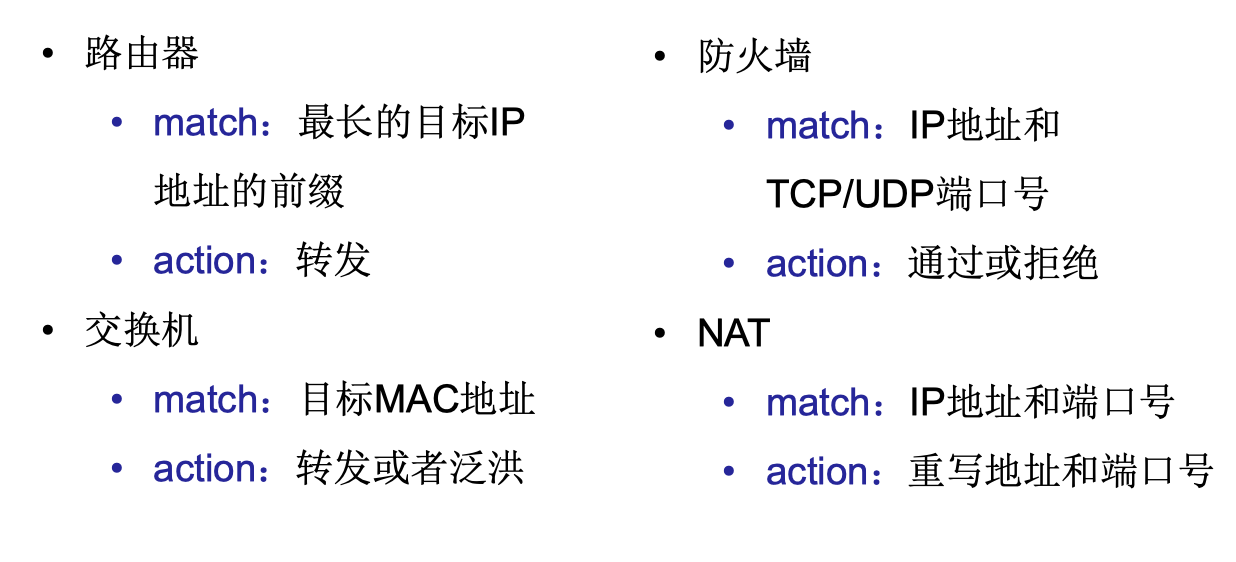 • 路由器
• match：最长的目标IP
地址的前缀
• action：转发
• 交换机
• match：目标MAC地址
• action：转发或者泛洪
• 防火墙
• match：IP地址和
TCP/UDP端口号
• action：通过或拒绝
• NAT
• match：IP地址和端口号
• action：重写地址和端口号